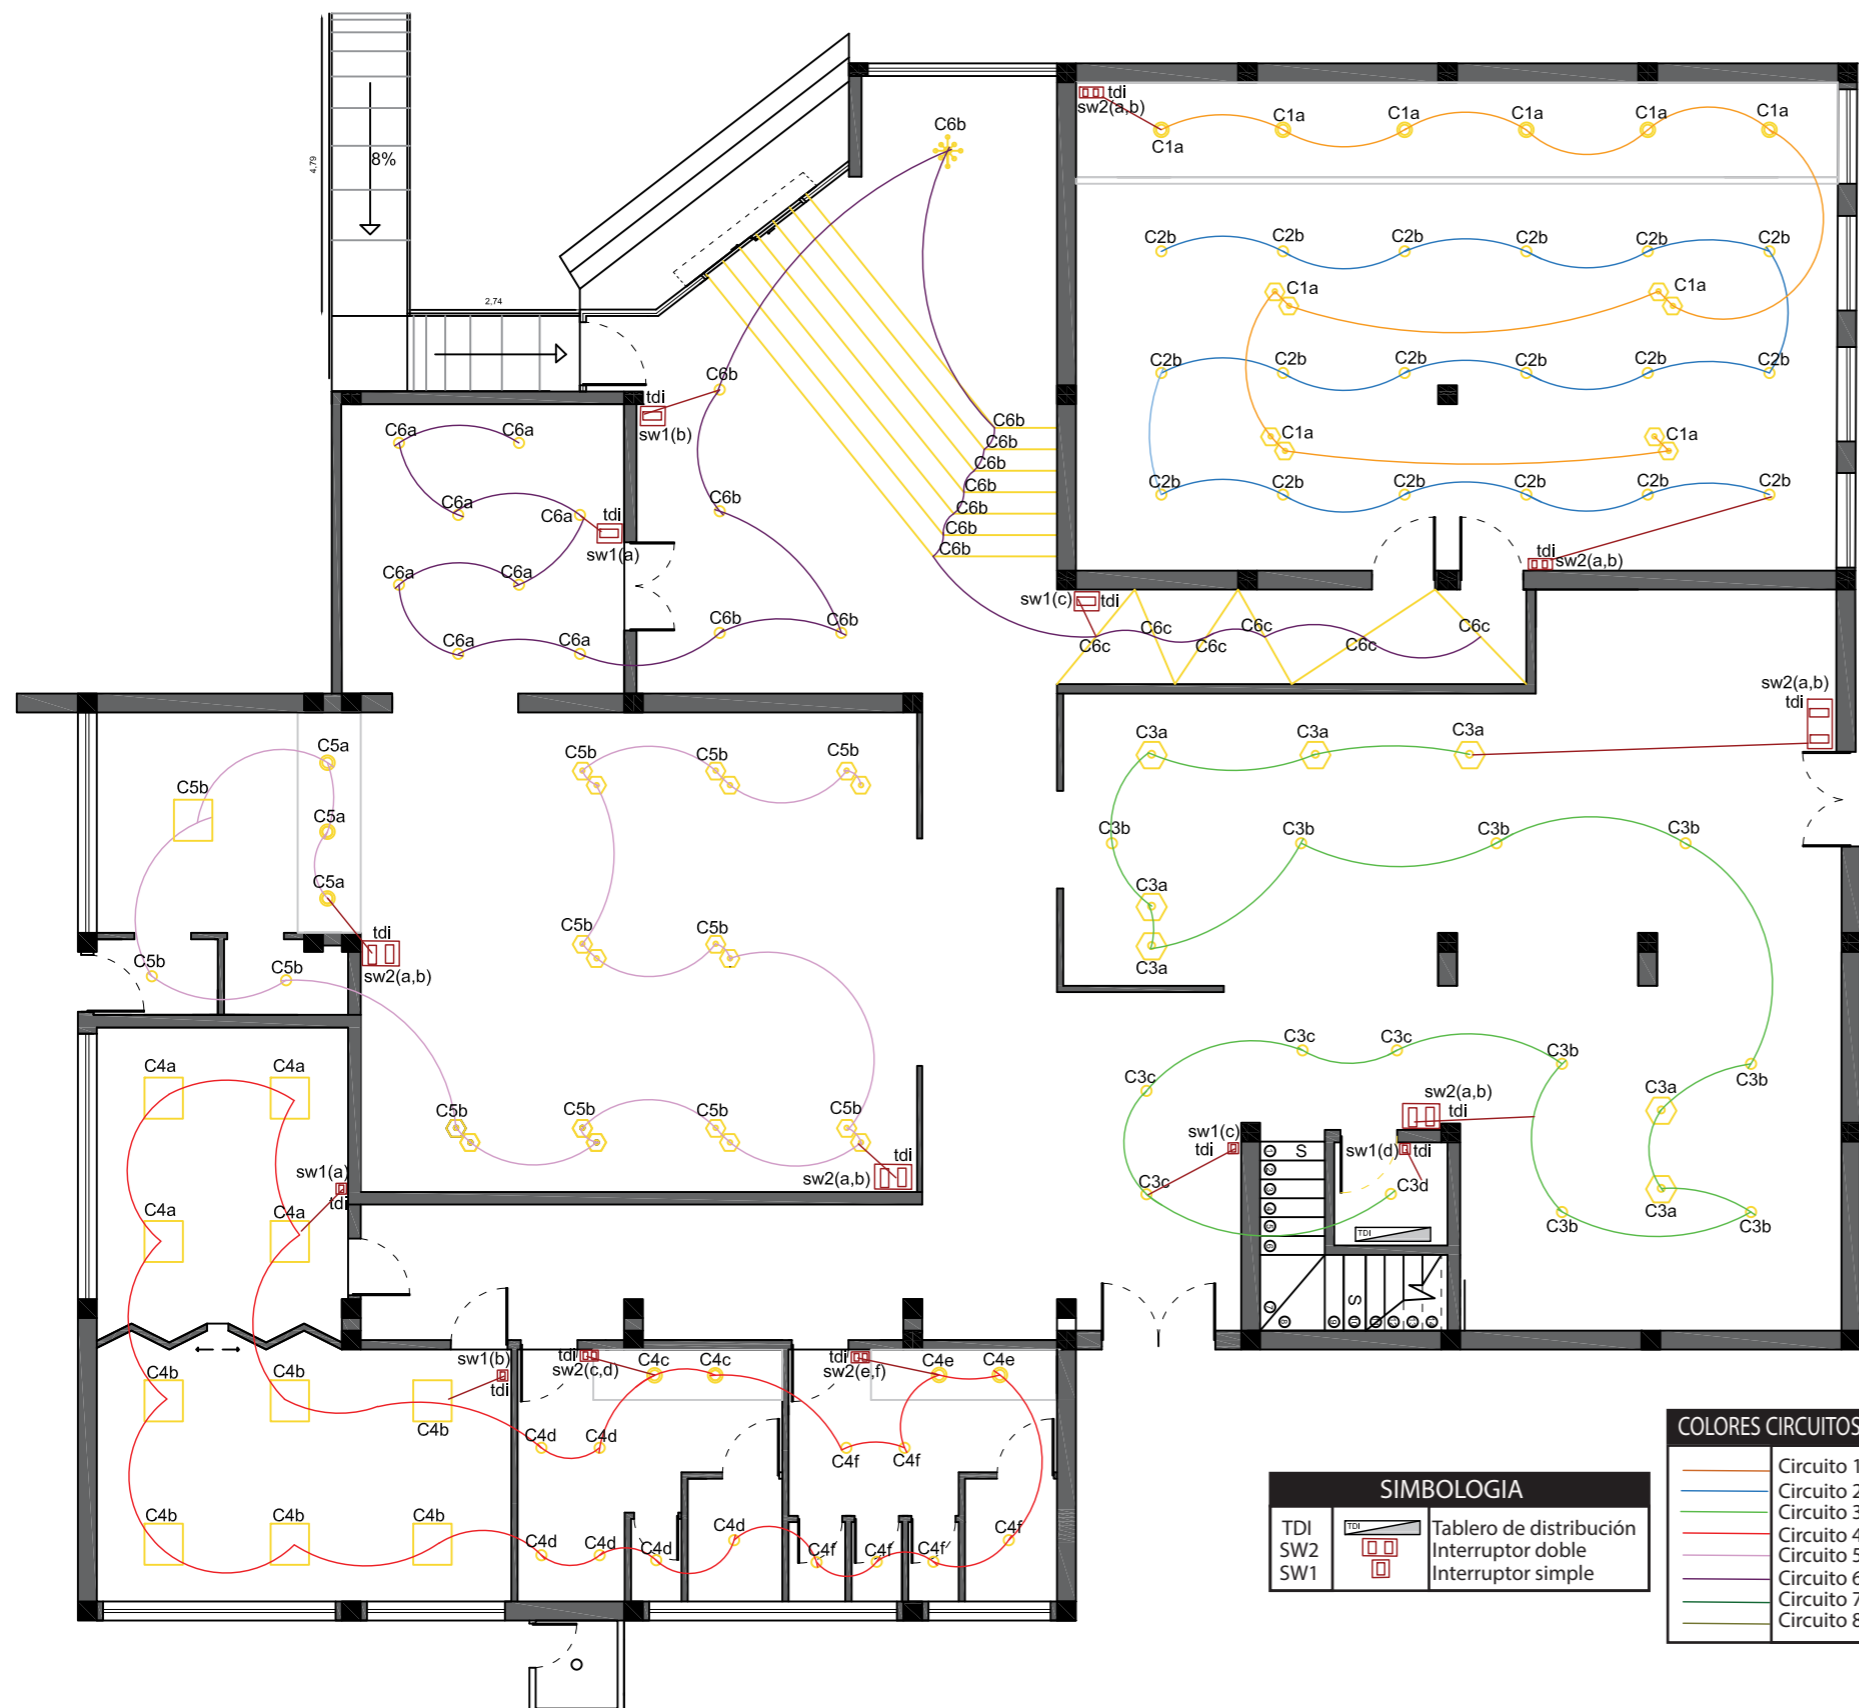 4,79
8%
2,74
C6b
tdi
sw2(a,b)
C1a
C1a
C1a
C1a
C1a
C1a
C2b
C2b
C2b
C2b
C2b
C2b
C1a
C1a
C2b
C2b
C2b
C2b
C2b
C2b
C6b
tdi
sw1(b)
C6a
C6a
C6b
C6b
C6b
C6b
C6b
C6b
C6b
C1a
C1a
C2b
C2b
C2b
C2b
C2b
C2b
C6a
C6a
tdi
sw1(a)
C6b
C6a
C6a
C6a
C6a
C6b
C6b
tdi
sw2(a,b)
sw1(c)
tdi
C6c
C6c
C6c
C6c
C6c
C6c
sw2(a,b)
tdi
C5a
C5b
C5a
C5a
C5b
C5b
C5b
C3a
C3a
C3a
C3b
C3b
C3b
C3b
C3a
C3a
tdi
sw2(a,b)
C5b
C5b
C5b
C5b
C4a
C4a
C3c
C3c
C3b
C3b
C3c
C3a
sw2(a,b)
tdi
C5b
C5b
C5b
C5b
tdi
sw2(a,b)
sw1(c)
tdi
S
sw1(d)
tdi
C3c
C3d
C3b
C3a
C3b
TDI
S
sw1(a)
tdi
C4a
C4a
C4b
C4b
sw1(b)
tdi
C4b
tdi
sw2(c,d)
C4c
C4c
tdi
sw2(e,f)
C4e
C4e
C4d
C4d
C4f
C4f
C4b
C4b
C4b
C4d
C4d
C4d
C4d
C4f
C4f
C4f
C4f
SIMBOLOGIA
TDI TDI Tablero de distribución
SW2 Interruptor doble
SW1 Interruptor simple
COLORES CIRCUITOS
Circuito 1
Circuito 2
Circuito 3
Circuito 4
Circuito 5
Circuito 6
Circuito 7
Circuito 8